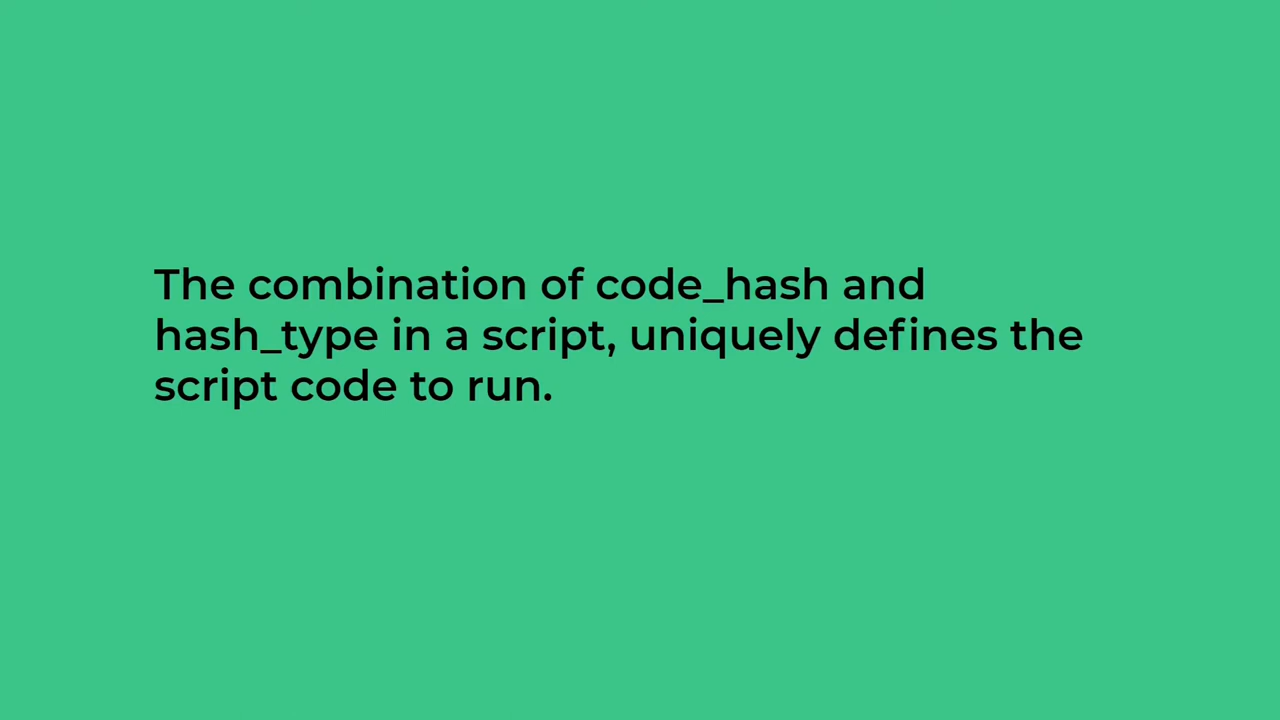 The combination of code_hash and
hash_type in a script, uniquely defines the
script code to run.